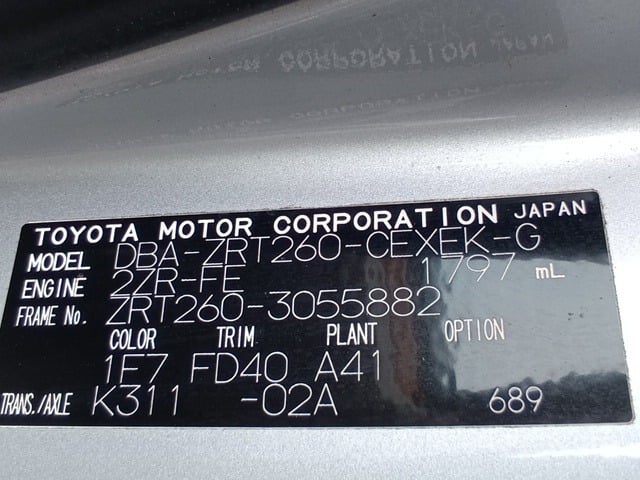 TOYOTA MOTOR CORPORATION JAPAN
MODEL DBA-ZRT260-CEXEK-G
ENGINE 2ZR-FE 1797 mL
FRAME No. ZRT260-3055882
COLOR TRIM PLANT OPTION
1E7 FD40 A41
TRANS./AXLE K311 -02A 689